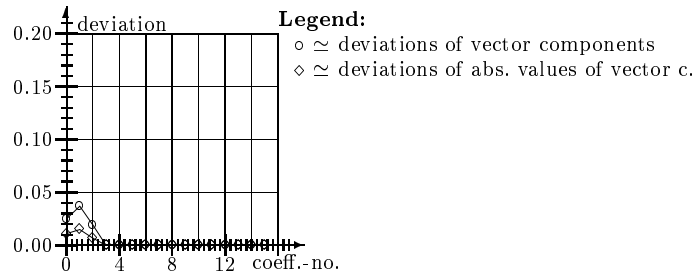 deviation
0.20
0.15
0.10
0.05
0.00
0 4 8 12 coeff.-no.
Legend:
○ ≃ deviations of vector components
◇ ≃ deviations of abs. values of vector c.